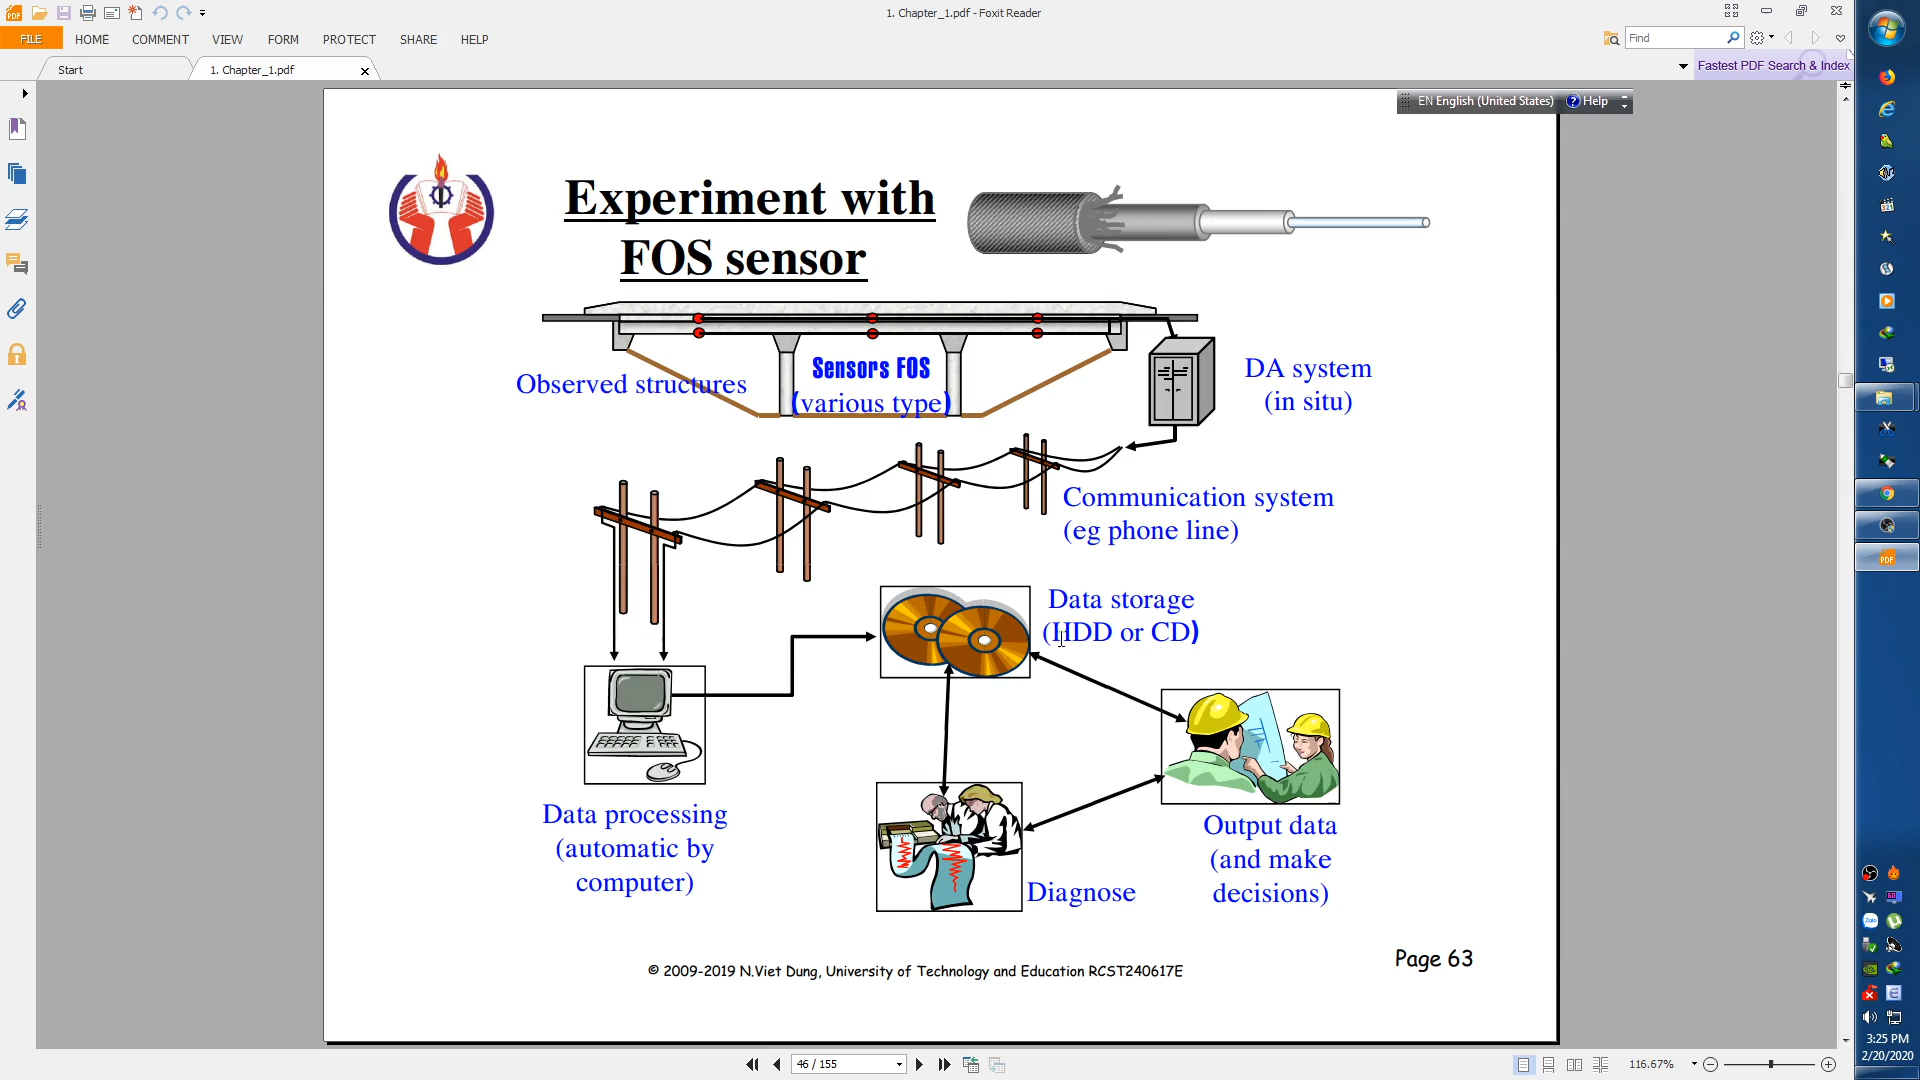 1. Chapter_1.pdf - Foxit Reader
FILE HOME COMMENT VIEW FORM PROTECT SHARE HELP
Find
Start
1. Chapter_1.pdf
Fastest PDF Search & Index
EN English (United States) Help
Experiment with
FOS sensor
Observed structures
Sensors FOS
(various type)
DA system
(in situ)
Communication system
(eg phone line)
Data storage
(HDD or CD)
Data processing
(automatic by
computer)
Diagnose
Output data
(and make
decisions)
© 2009-2019 N.Viet Dung, University of Technology and Education RCST240617E
Page 63
46 / 155
116.67%
3:25 PM
2/20/2020